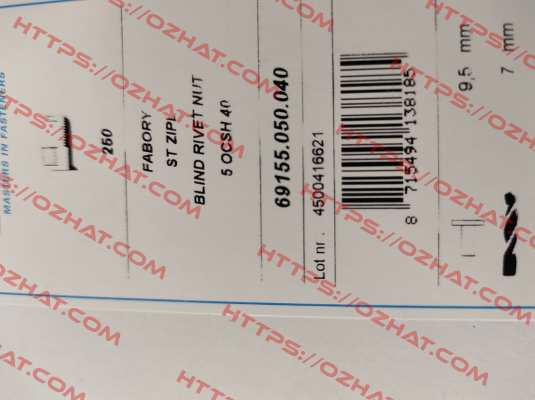 MASTERS IN FASTENERS
250
FABORY
ST ZIPL
BLIND RIVET NUT
5 OCSH 40
69155.050.040
Lot nr . 4500416621
8 715494 138185
9,5 mm
7 mm
HTTPS://OZHAT.COM